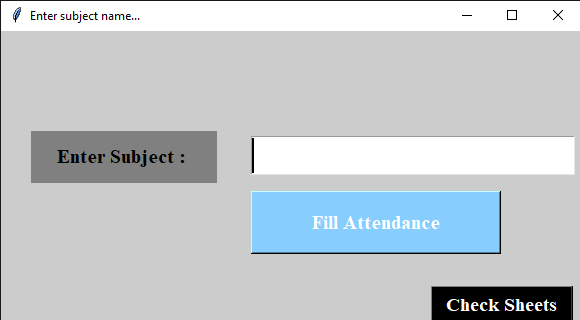 Enter subject name...
Enter Subject :
Fill Attendance
Check Sheets